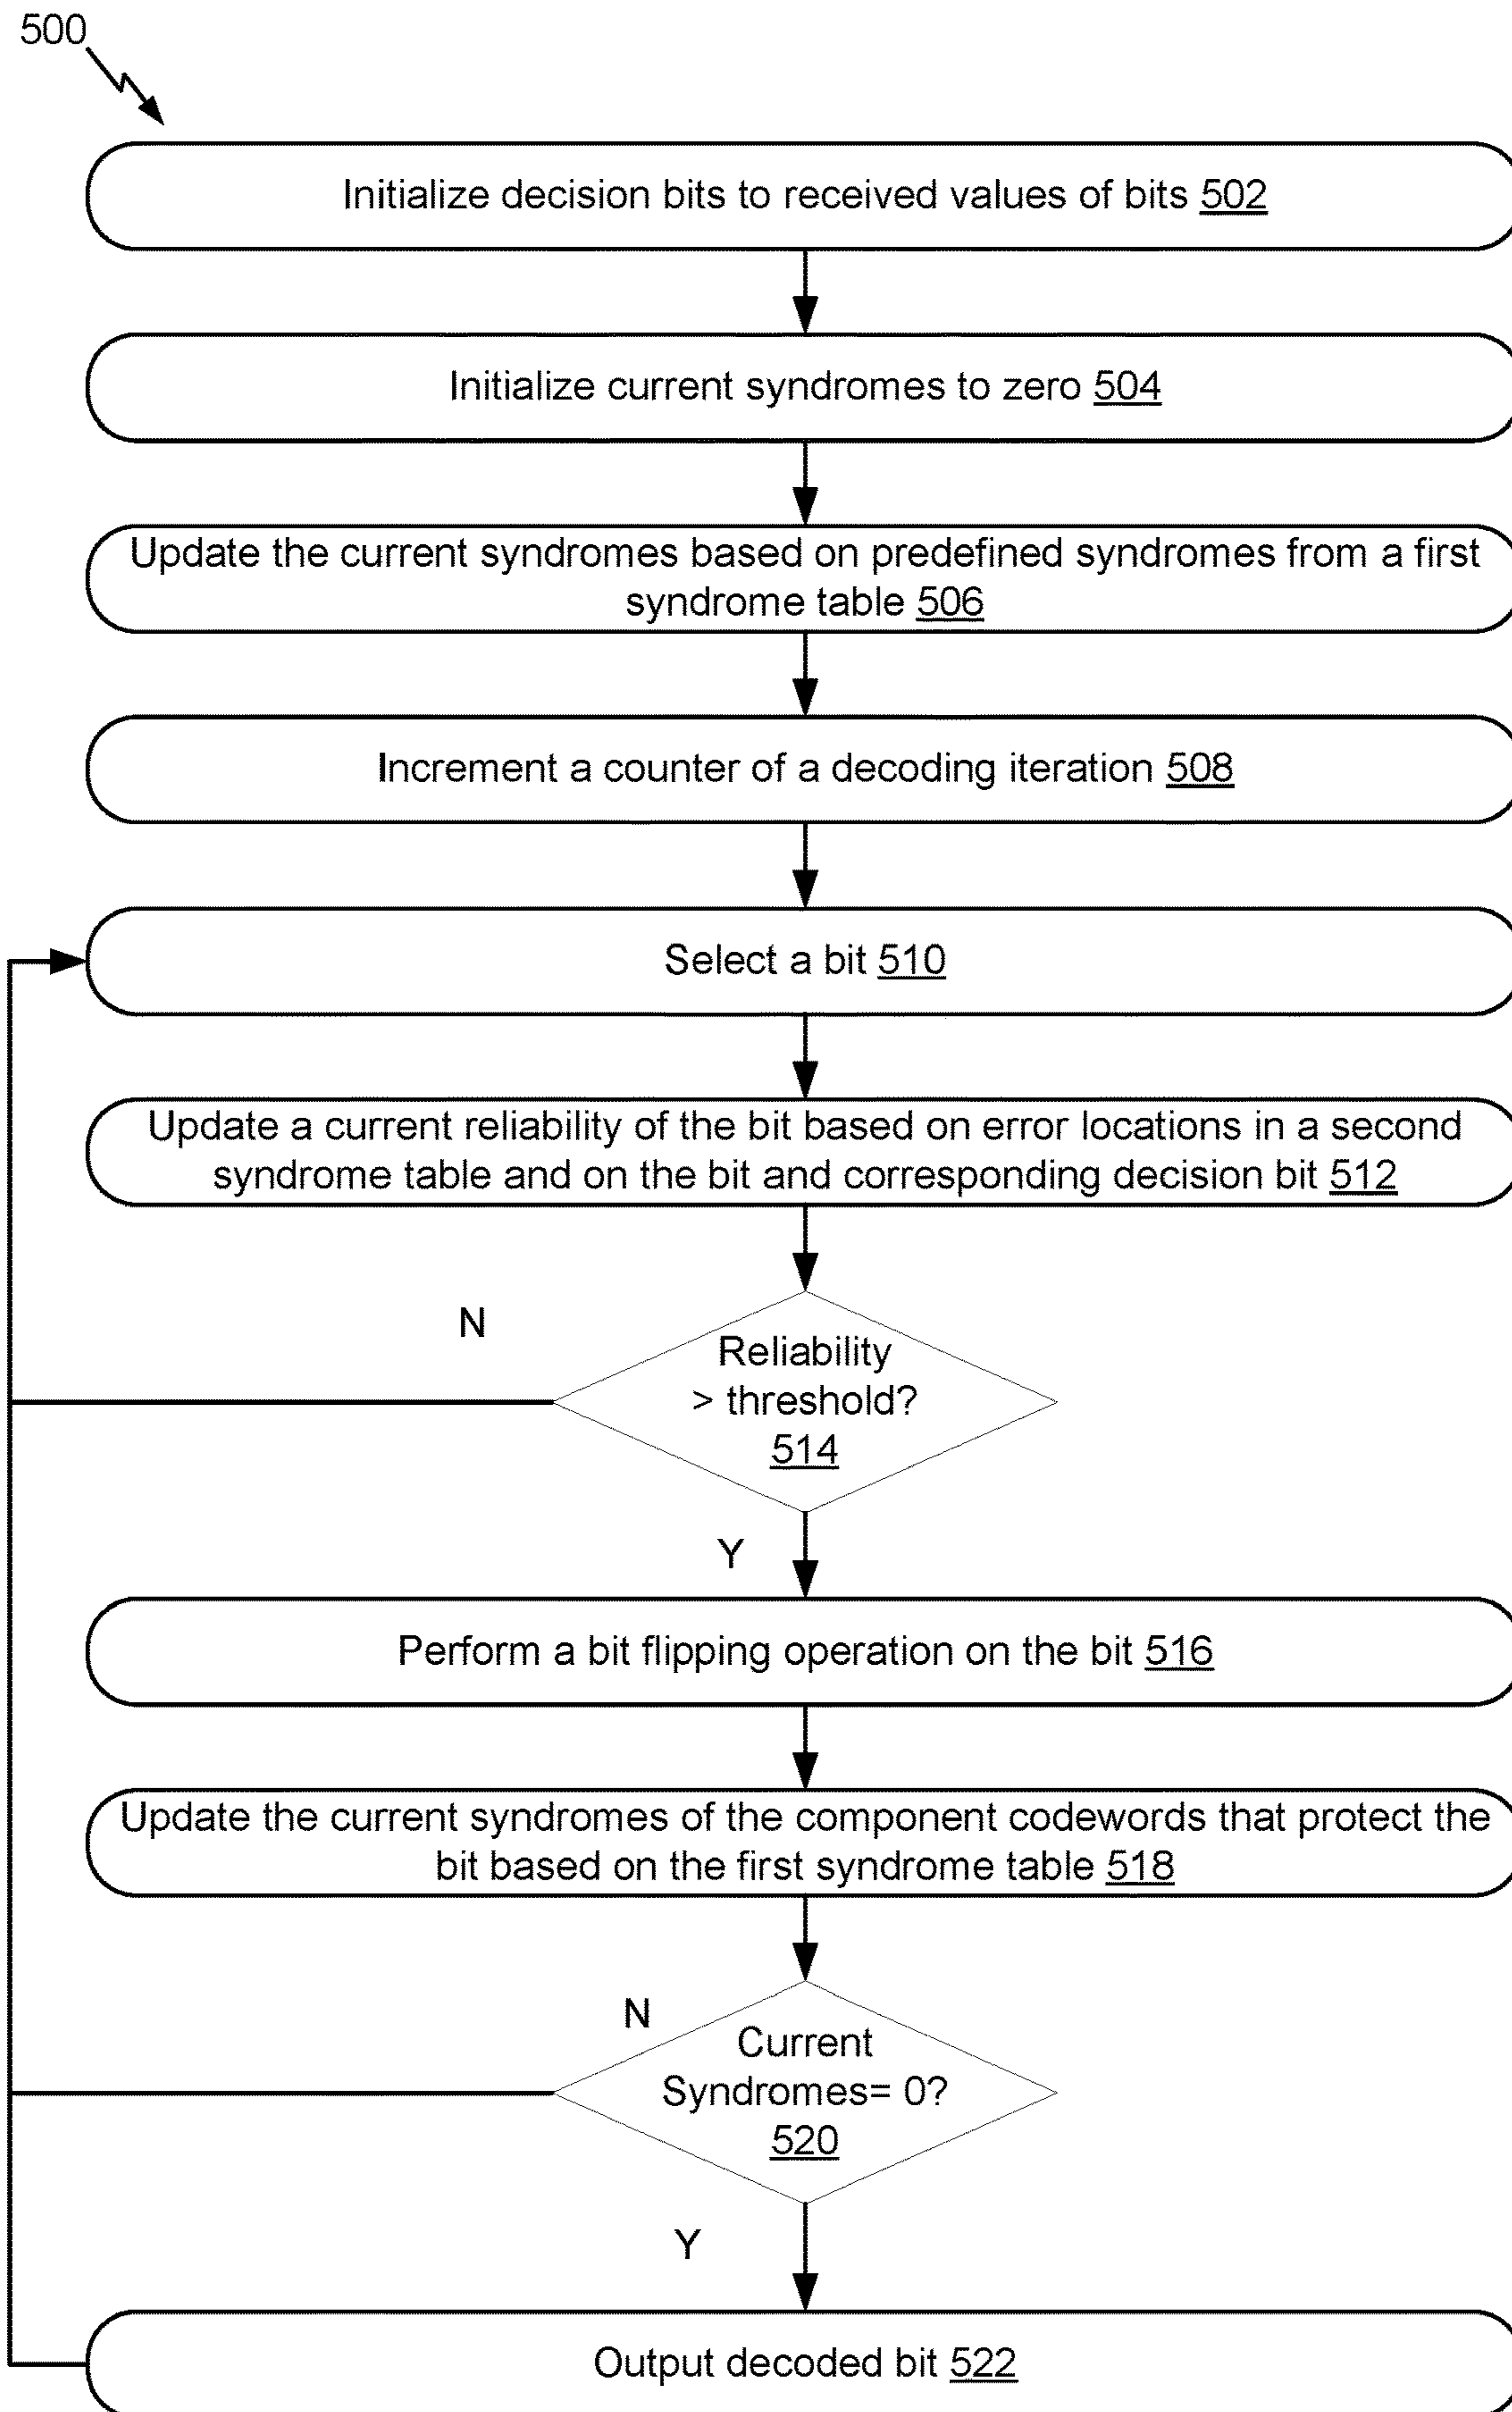 500
Initialize decision bits to received values of bits 502
Initialize current syndromes to zero 504
Update the current syndromes based on predefined syndromes from a first
syndrome table 506
Increment a counter of a decoding iteration 508
Select a bit 510
Update a current reliability of the bit based on error locations in a second
syndrome table and on the bit and corresponding decision bit 512
N
Reliability
> threshold?
514
Y
Perform a bit flipping operation on the bit 516
Update the current syndromes of the component codewords that protect the
bit based on the first syndrome table 518
N
Current
Syndromes= 0?
520
Y
Output decoded bit 522